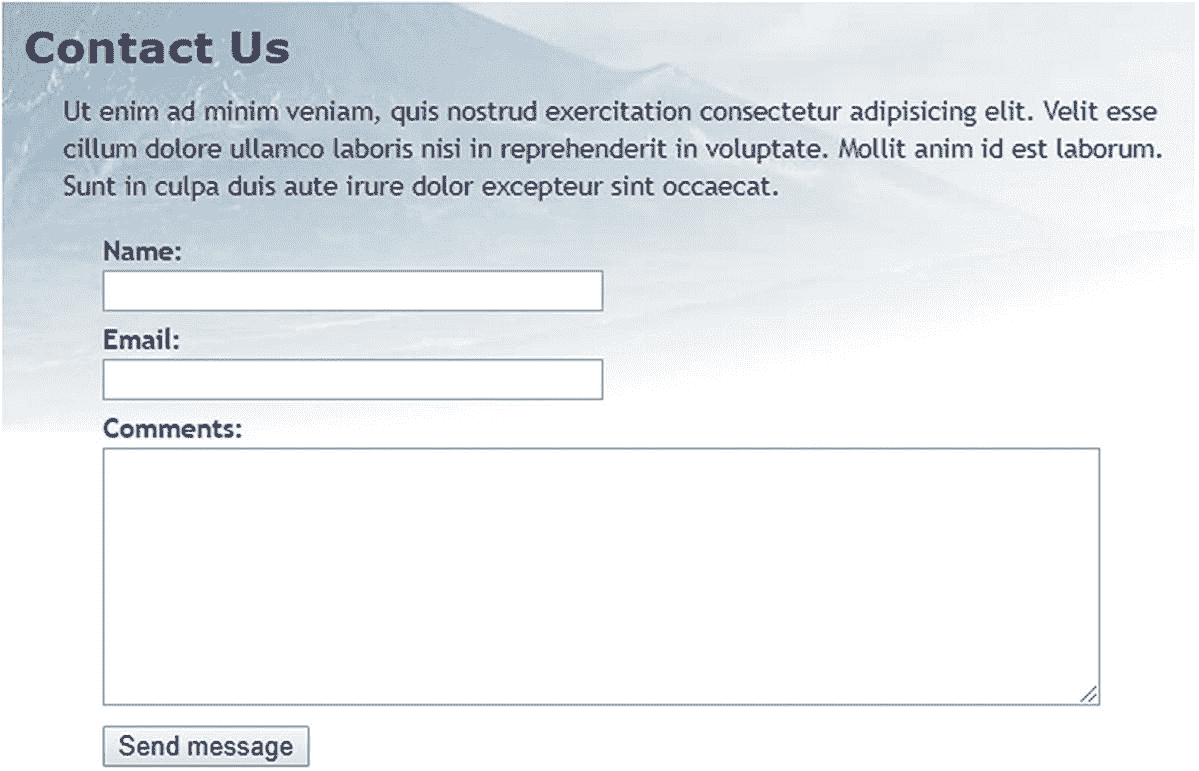 Contact Us
Ut enim ad minim veniam, quis nostrud exercitation consectetur adipisicing elit. Velit esse
cillum dolore ullamco laboris nisi in reprehenderit in voluptate. Mollit anim id est laborum.
Sunt in culpa duis aute irure dolor excepteur sint occaecat.
Name:
Email:
Comments:
Send message